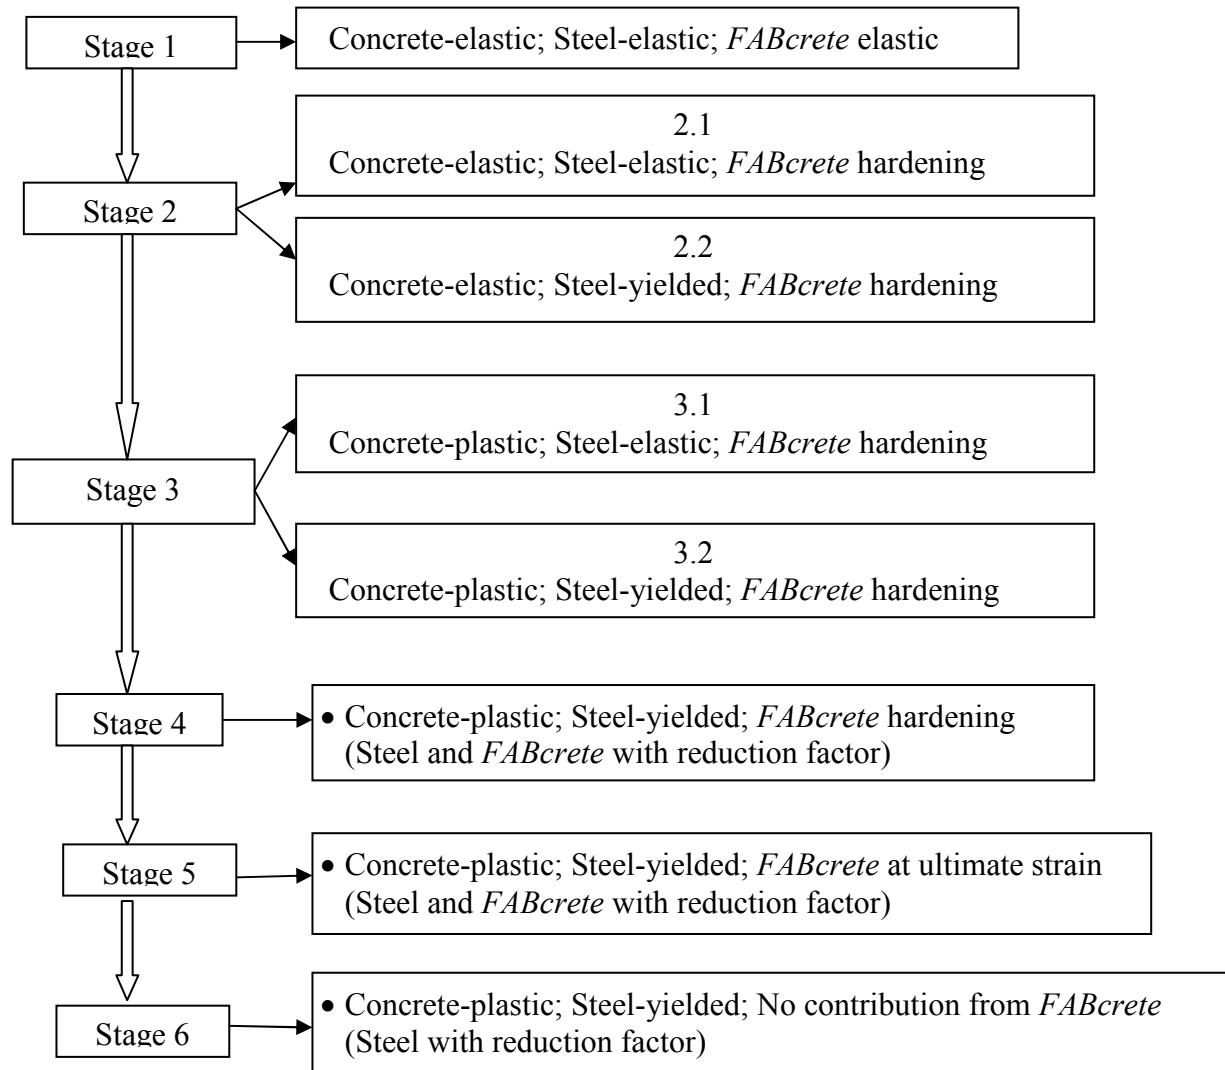 Stage 1
Concrete-elastic; Steel-elastic; FABcrete elastic
2.1
Concrete-elastic; Steel-elastic; FABcrete hardening
Stage 2
2.2
Concrete-elastic; Steel-yielded; FABcrete hardening
3.1
Concrete-plastic; Steel-elastic; FABcrete hardening
Stage 3
3.2
Concrete-plastic; Steel-yielded; FABcrete hardening
Stage 4
• Concrete-plastic; Steel-yielded; FABcrete hardening
(Steel and FABcrete with reduction factor)
Stage 5
• Concrete-plastic; Steel-yielded; FABcrete at ultimate strain
(Steel and FABcrete with reduction factor)
Stage 6
• Concrete-plastic; Steel-yielded; No contribution from FABcrete
(Steel with reduction factor)